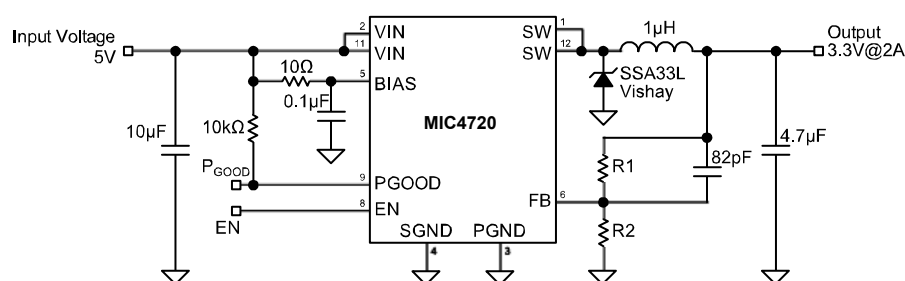 Input Voltage
5V
10µF
10kΩ
10Ω
0.1µF
PGOOD
EN
2
VIN
11
VIN
5
BIAS
MIC4720
9
PGOOD
8
EN
SGND
4
PGND
3
SW
1
SW
12
FB
6
1µH
SSA33L
Vishay
R1
R2
82pF
4.7µF
Output
3.3V@2A